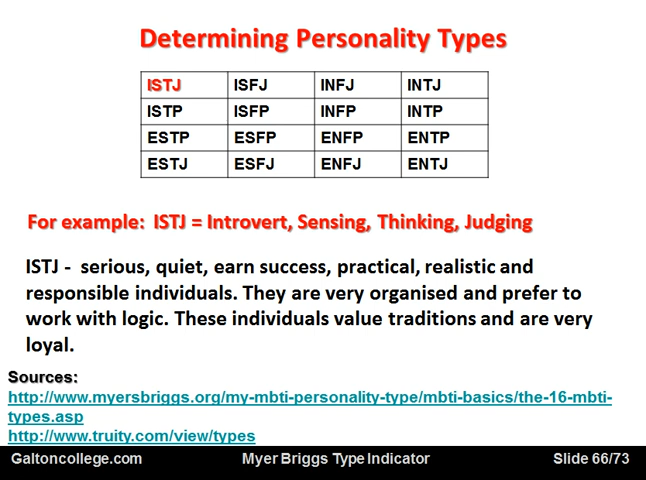 Determining Personality Types
ISTJ ISFJ INFJ INTJ
ISTP ISFP INFP INTP
ESTP ESFP ENFP ENTP
ESTJ ESFJ ENFJ ENTJ
For example: ISTJ = Introvert, Sensing, Thinking, Judging
ISTJ - serious, quiet, earn success, practical, realistic and
responsible individuals. They are very organised and prefer to
work with logic. These individuals value traditions and are very
loyal.
Sources:
http://www.myersbriggs.org/my-mbti-personality-type/mbti-basics/the-16-mbti-
types.asp
http://www.truity.com/view/types
Galtoncollege.com Myer Briggs Type Indicator Slide 66/73